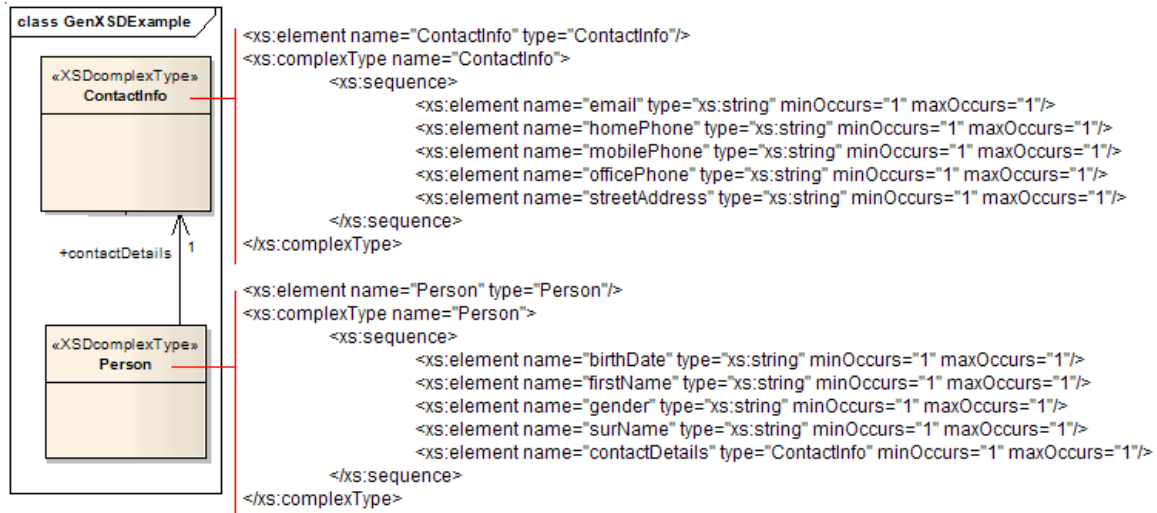 class GenXSDExample
«XSDcomplexType»
ContactInfo
+contactDetails
1
«XSDcomplexType»
Person
<xs:element name="ContactInfo" type="ContactInfo"/>
<xs:complexType name="ContactInfo">
<xs:sequence>
<xs:element name="email" type="xs:string" minOccurs="1" maxOccurs="1"/>
<xs:element name="homePhone" type="xs:string" minOccurs="1" maxOccurs="1"/>
<xs:element name="mobilePhone" type="xs:string" minOccurs="1" maxOccurs="1"/>
<xs:element name="officePhone" type="xs:string" minOccurs="1" maxOccurs="1"/>
<xs:element name="streetAddress" type="xs:string" minOccurs="1" maxOccurs="1"/>
</xs:sequence>
</xs:complexType>
<xs:element name="Person" type="Person"/>
<xs:complexType name="Person">
<xs:sequence>
<xs:element name="birthDate" type="xs:string" minOccurs="1" maxOccurs="1"/>
<xs:element name="firstName" type="xs:string" minOccurs="1" maxOccurs="1"/>
<xs:element name="gender" type="xs:string" minOccurs="1" maxOccurs="1"/>
<xs:element name="surName" type="xs:string" minOccurs="1" maxOccurs="1"/>
<xs:element name="contactDetails" type="ContactInfo" minOccurs="1" maxOccurs="1"/>
</xs:sequence>
</xs:complexType>